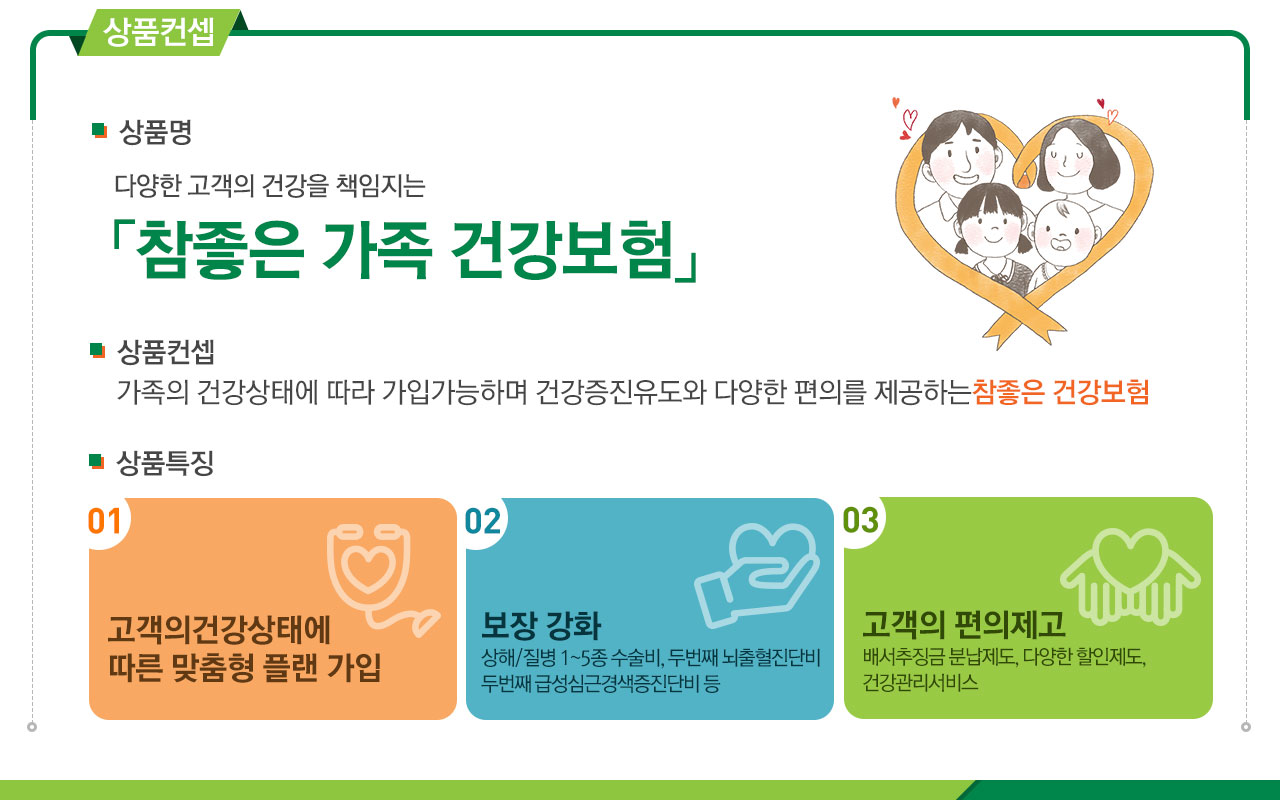 상품컨셉
상품명
다양한 고객의 건강을 책임지는
「참좋은 가족 건강보험」
상품컨셉
가족의 건강상태에 따라 가입가능하며 건강증진유도와 다양한 편의를 제공하는참좋은 건강보험
상품특징
01
고객의건강상태에
따른 맞춤형 플랜 가입
02
보장 강화
상해/질병 1~5종 수술비, 두번째 뇌출혈진단비
두번째 급성심근경색증진단비 등
03
고객의 편의제고
배서추징금 분납제도, 다양한 할인제도,
건강관리서비스